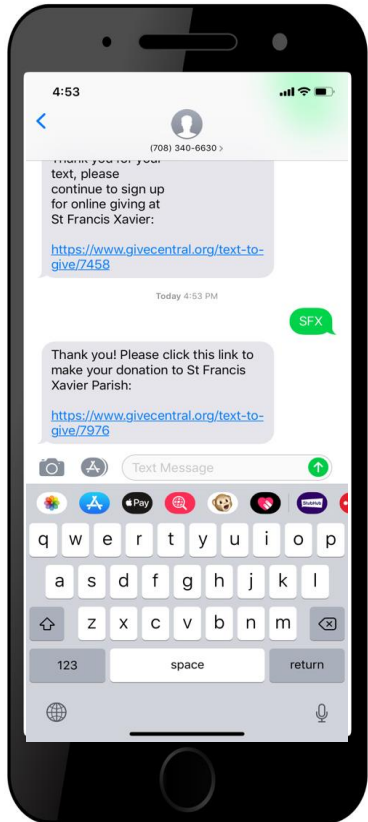 4:53
(708) 340-6630 >
Thank you for your
text, please
continue to sign up
for online giving at
St Francis Xavier:
https://www.givecentral.org/text-to-
give/7458
Today 4:53 PM
SFX
Thank you! Please click this link to
make your donation to St Francis
Xavier Parish:
https://www.givecentral.org/text-to-
give/7976
Text Message
Pay
StubHub
q w e r t y u i o p
a s d f g h j k l
z x c v b n m
123 space return